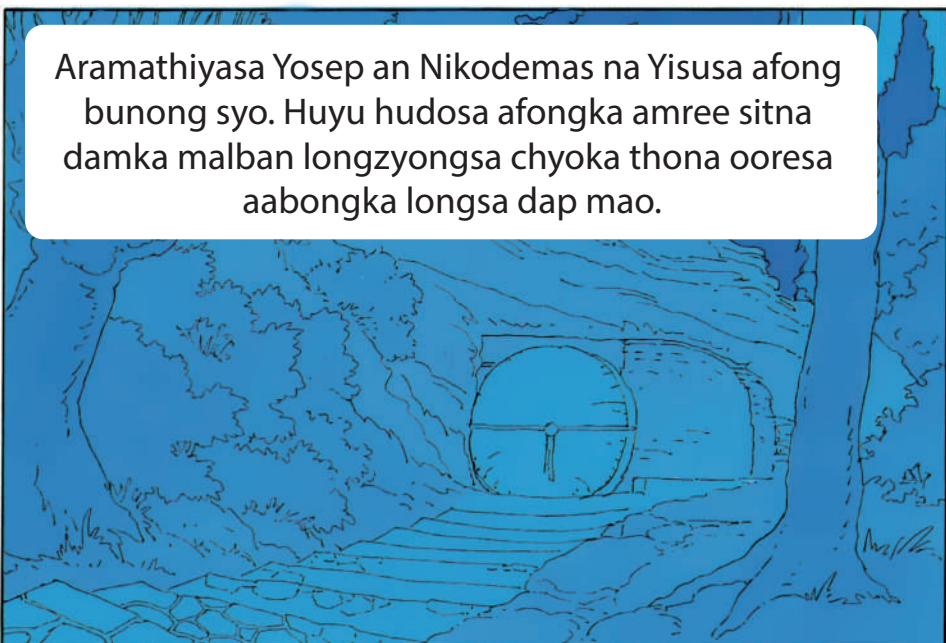 Aramathiyasa Yosep an Nikodemas na Yisusa afong
bunong syo. Huyu hudosa afongka amree sitna
damka malban longzyongsa chyoka thona ooresa
aabongka longsa dap mao.